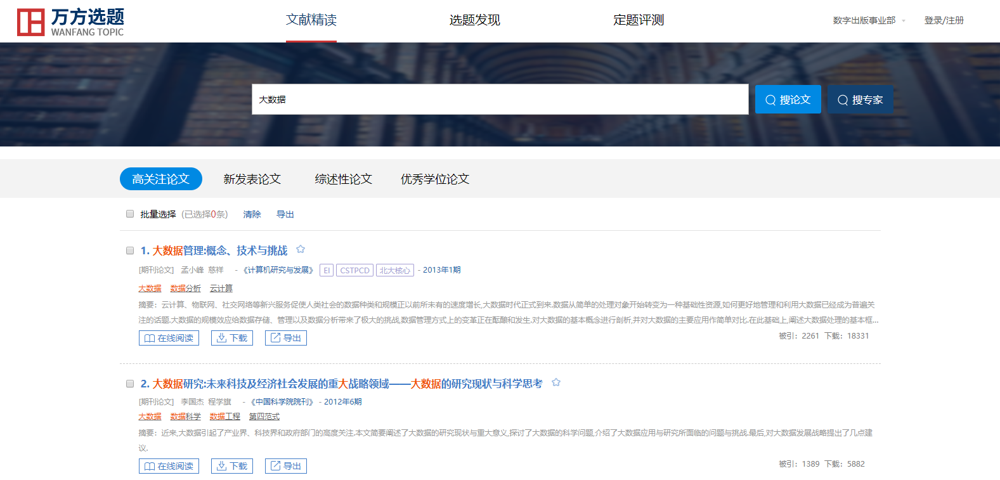 万方选题
WANFANG TOPIC
文献精读 选题发现 定题评测 数字出版事业部 登录/注册
大数据 搜论文 搜专家
高关注论文 新发表论文 综述性论文 优秀学位论文
批量选择 (已选择0条) 清除 导出
1. 大数据管理:概念、技术与挑战
[期刊论文] 孟小峰 慈祥 - 《计算机研究与发展》 EI CSTPCD 北大核心 - 2013年1期
大数据 数据分析 云计算
摘要：云计算、物联网、社交网络等新兴服务促使人类社会的数据种类和规模正以前所未有的速度增长,大数据时代正式到来.数据从简单的处理对象开始转变为一种基础性资源,如何更好地管理和利用大数据已经成为普遍关
注的话题.大数据的规模效应给数据存储、管理以及数据分析带来了极大的挑战,数据管理方式上的变革正在酝酿和发生.对大数据的基本概念进行剖析,并对大数据的主要应用作简单对比.在此基础上,阐述大数据处理的基本框...
在线阅读 下载 导出 被引：2261 下载：18331
2. 大数据研究:未来科技及经济社会发展的重大战略领域——大数据的研究现状与科学思考
[期刊论文] 李国杰 程学旗 - 《中国科学院院刊》 - 2012年6期
大数据 数据科学 数据工程 第四范式
摘要：近来,大数据引起了产业界、科技界和政府部门的高度关注.本文简要阐述了大数据的研究现状与重大意义,探讨了大数据的科学问题,介绍了大数据应用与研究所面临的问题与挑战.最后,对大数据发展战略提出了几点建
议.
在线阅读 下载 导出 被引：1389 下载：5882